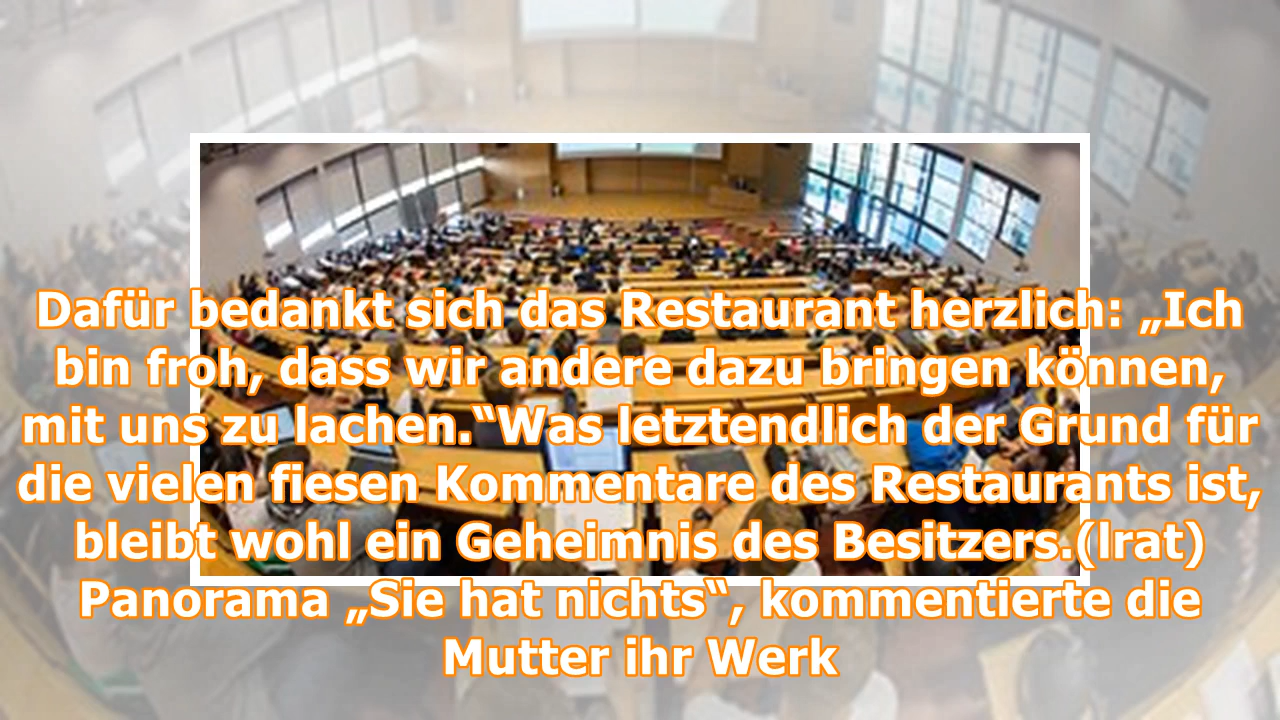 Dafür bedankt sich das Restaurant herzlich: „Ich
bin froh, dass wir andere dazu bringen können,
mit uns zu lachen.“Was letztendlich der Grund für
die vielen fiesen Kommentare des Restaurants ist,
bleibt wohl ein Geheimnis des Besitzers.(lrat)
Panorama „Sie hat nichts“, kommentierte die
Mutter ihr Werk